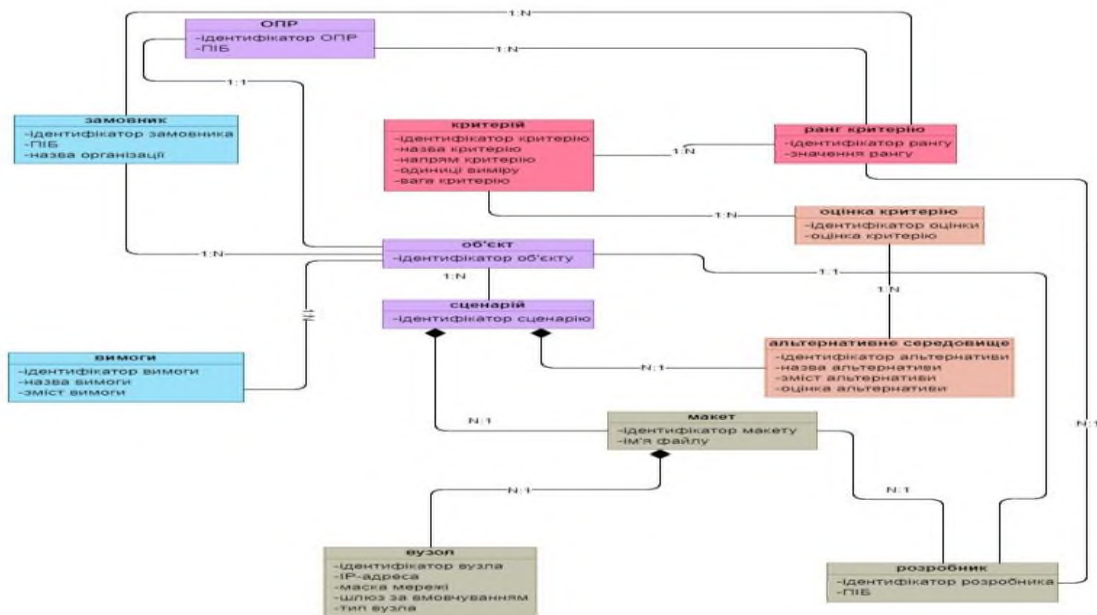 1:N
ОПР
-ідентифікатор ОПР
-ПІБ
1:N
1:1
замовник
-ідентифікатор замовника
-ПІБ
-назва організації
критерій
-ідентифікатор критерію
-назва критерію
-напрям критерію
-одиниці виміру
-вага критерію
1:N
ранг критерію
-ідентифікатор рангу
-значення рангу
1:N
оцінка критерію
-ідентифікатор оцінки
-оцінка критерію
1:N
об'єкт
-ідентифікатор об'єкту
1:1
1:N
1:N
1:N
сценарій
-ідентифікатор сценарію
вимоги
-ідентифікатор вимоги
-назва вимоги
-зміст вимоги
N:1
альтернативне середовище
-ідентифікатор альтернативи
-назва альтернативи
-зміст альтернативи
-оцінка альтернативи
N:1
макет
-ідентифікатор макету
-ім'я файлу
N:1
N:1
N:1
вузол
-ідентифікатор вузла
-IP-адреса
-маска мережі
-шлюз за вмовчуванням
-тип вузла
розробник
-ідентифікатор розробника
-ПІБ